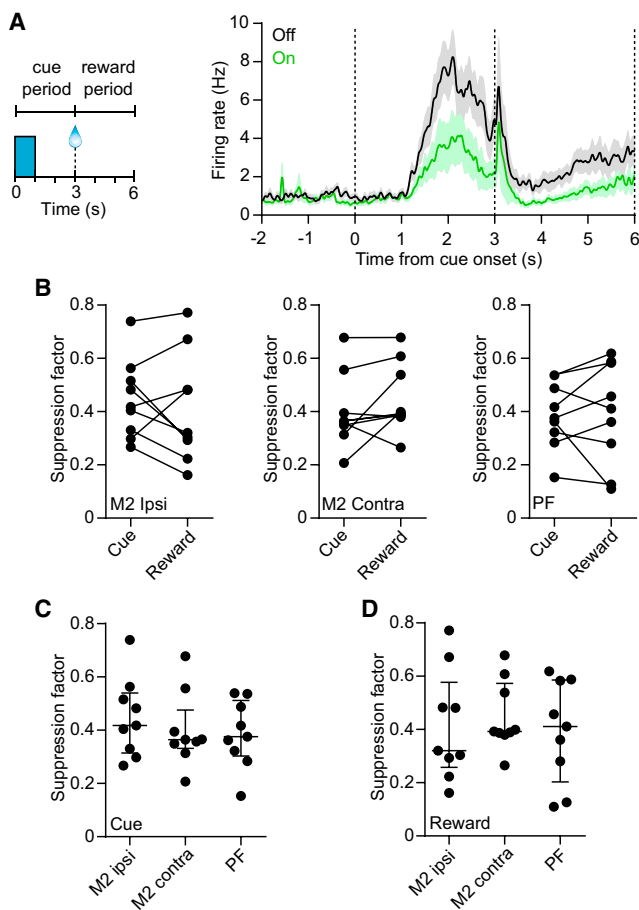 A
cue period
reward period
0 3 6
Time (s)
Firing rate (Hz)
10
8
6
4
2
0
Off
On
-2 -1 0 1 2 3 4 5 6
Time from cue onset (s)
B
Suppression factor
0.8
0.6
0.4
0.2
0
M2 Ipsi
Cue
Reward
Suppression factor
0.8
0.6
0.4
0.2
0
M2 Contra
Cue
Reward
Suppression factor
0.8
0.6
0.4
0.2
0
PF
Cue
Reward
C
Suppression factor
0.8
0.6
0.4
0.2
0
Cue
M2 ipsi
M2 contra
PF
D
Suppression factor
0.8
0.6
0.4
0.2
0
Reward
M2 ipsi
M2 contra
PF